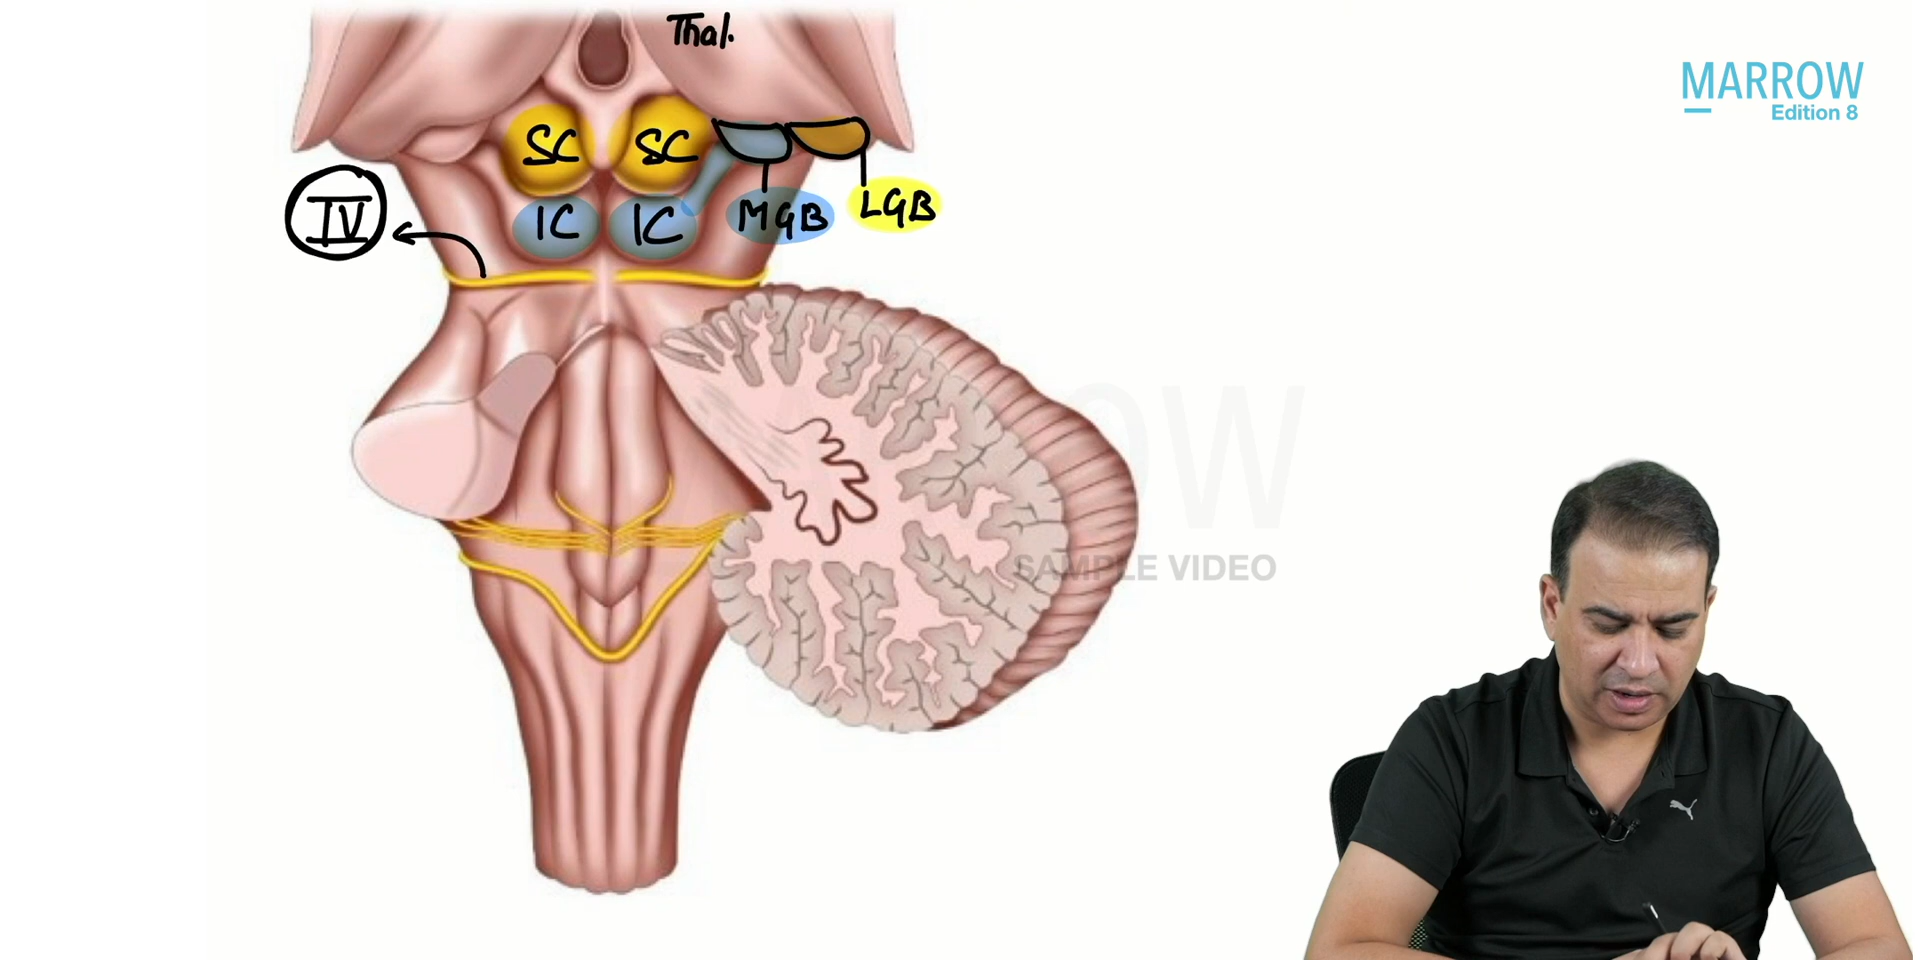 Thal.
MARROW
Edition 8
SC SC
IV
IC IC MGB LGB
SAMPLE VIDEO